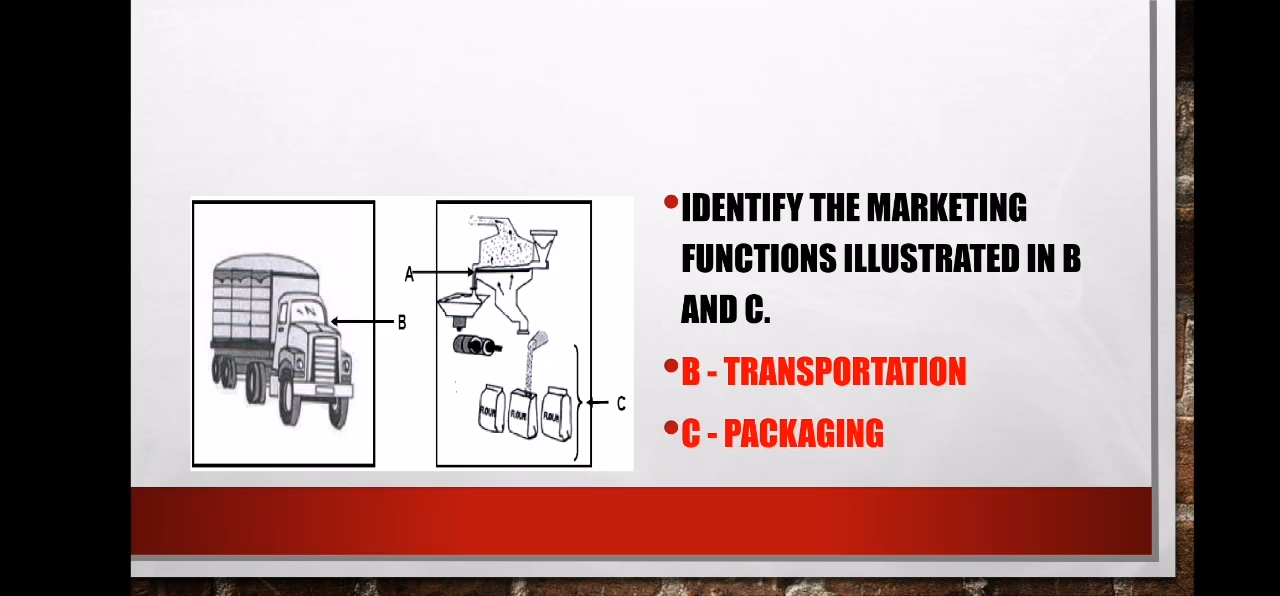 IDENTIFY THE MARKETING
FUNCTIONS ILLUSTRATED IN B
AND C.
B - TRANSPORTATION
C - PACKAGING
A
B
C
FLOUR
FLOUR
FLOUR